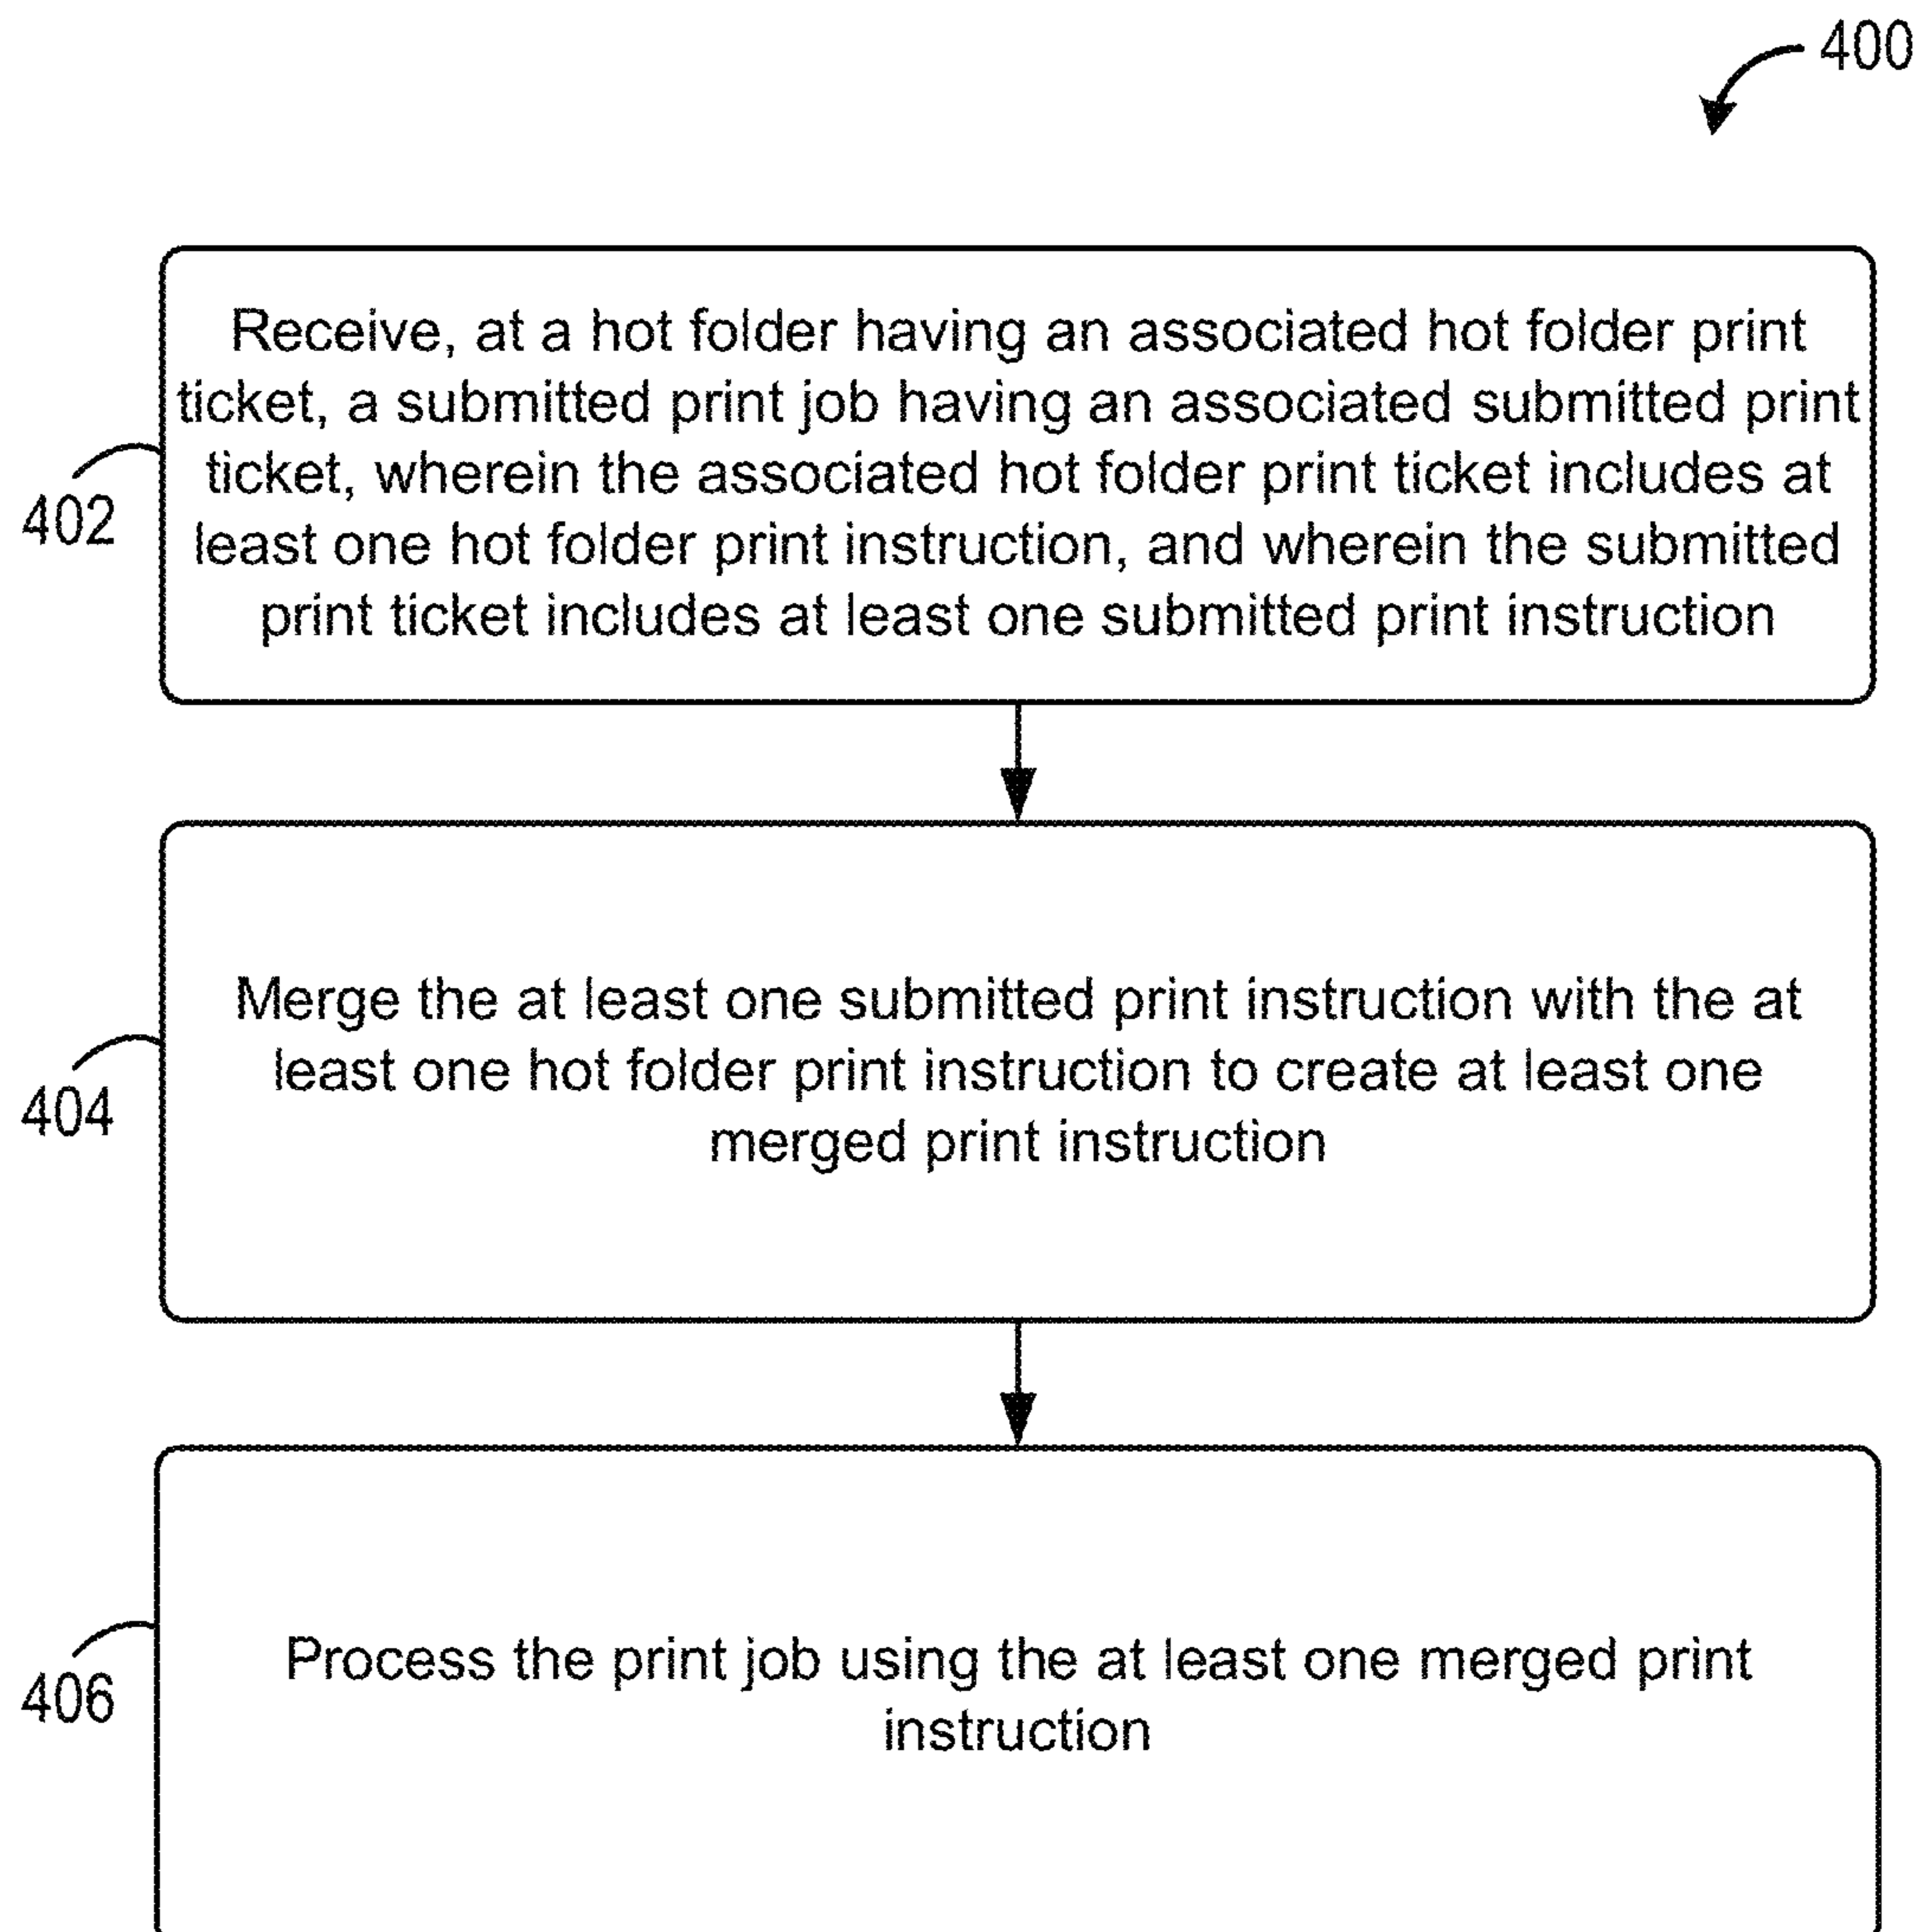 400
Receive, at a hot folder having an associated hot folder print
ticket, a submitted print job having an associated submitted print
ticket, wherein the associated hot folder print ticket includes at
least one hot folder print instruction, and wherein the submitted
print ticket includes at least one submitted print instruction
402
Merge the at least one submitted print instruction with the at
least one hot folder print instruction to create at least one
merged print instruction
404
Process the print job using the at least one merged print
instruction
406